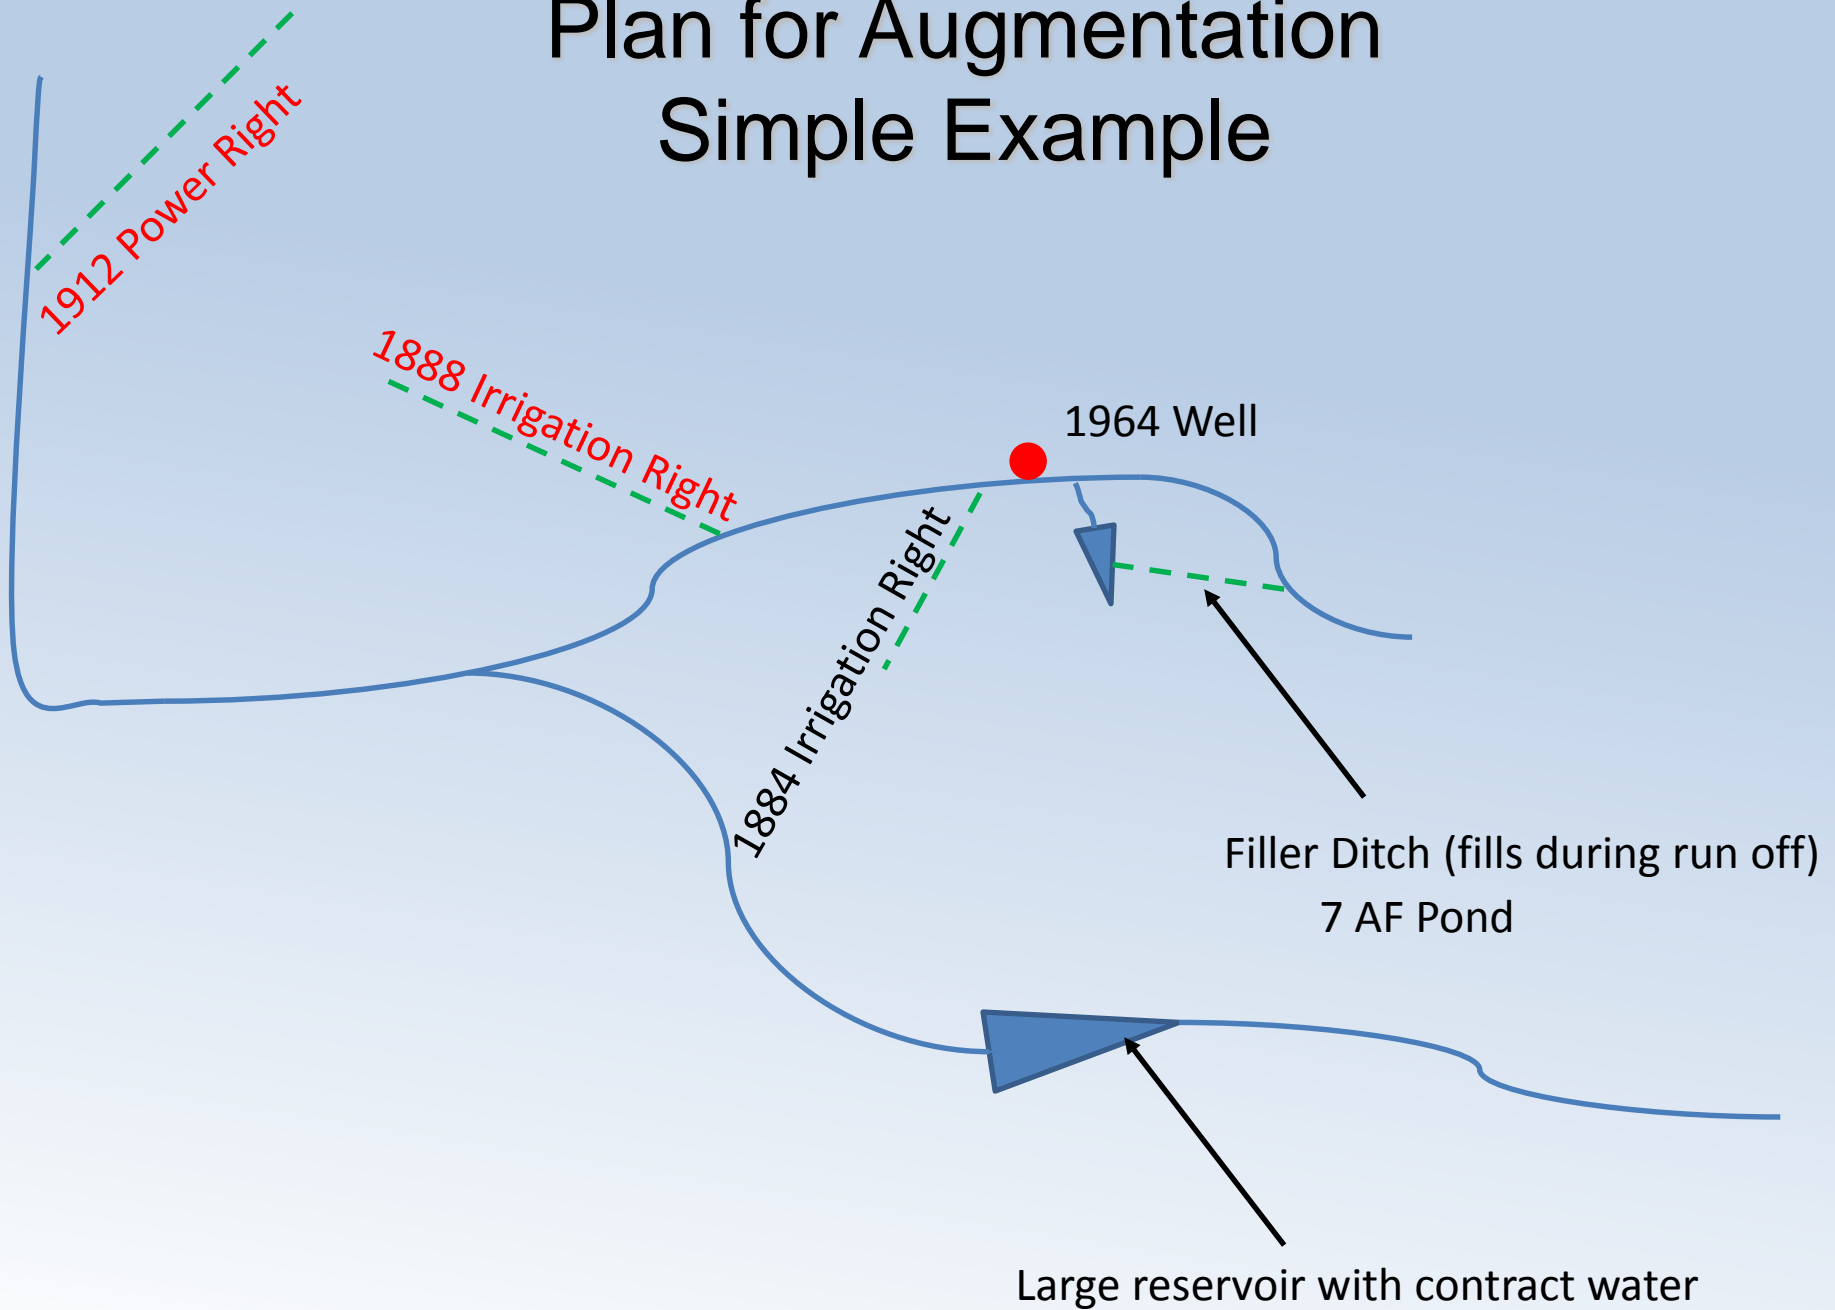 Plan for Augmentation
Simple Example
1912 Power Right
1888 Irrigation Right
1964 Well
1884 Irrigation Right
Filler Ditch (fills during run off)
7 AF Pond
Large reservoir with contract water